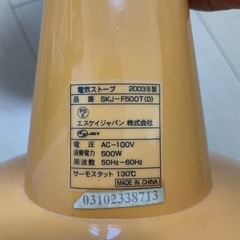 電気ストーブ 2003年製
品番 SKJ-F500T(D)
PS
E
エスケイジャパン 株式会社
JET
電圧 AC-100V
消費電力 500W
周波数 50Hz-60Hz
サーモスタット 130℃
MADE IN CHINA
03102338713